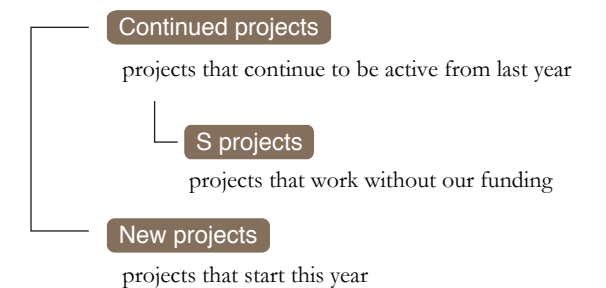 Continued projects
projects that continue to be active from last year
S projects
projects that work without our funding
New projects
projects that start this year